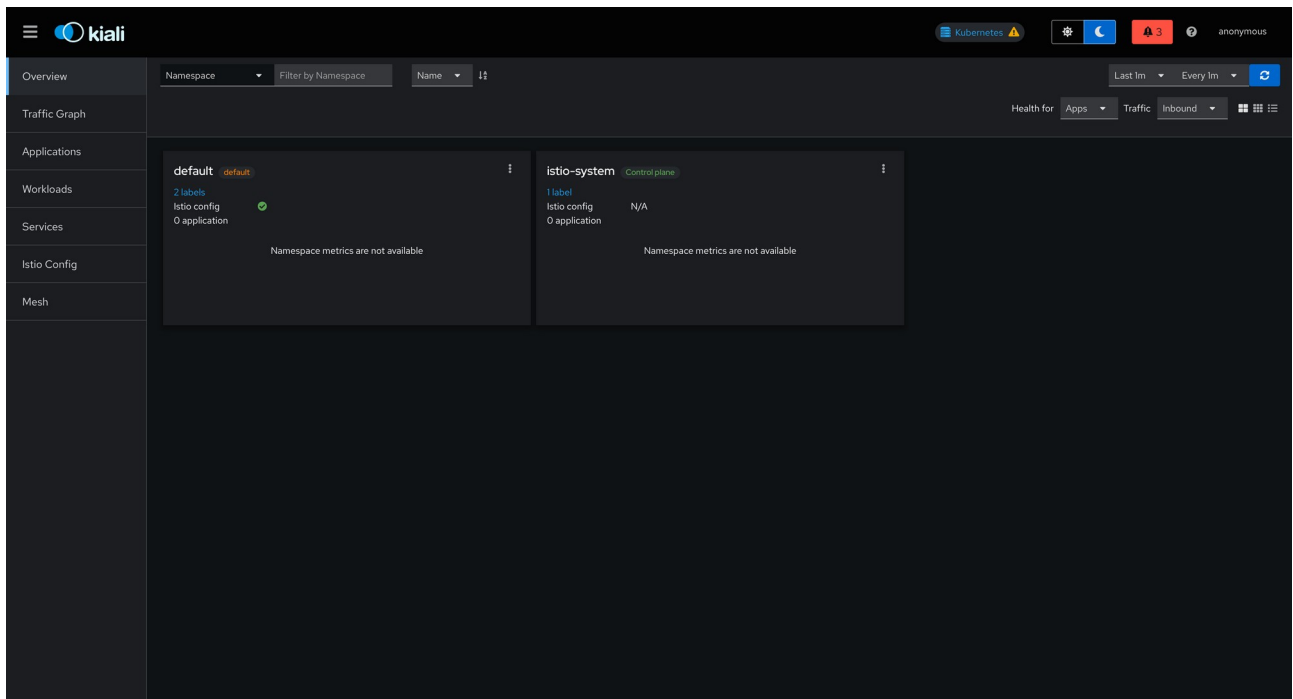 kiali
Kubernetes
3
anonymous
Overview
Traffic Graph
Applications
Workloads
Services
Istio Config
Mesh
Namespace Filter by Namespace Name Last 1m Every 1m
Health for Apps Traffic Inbound
default default
2 labels
Istio config
0 application
Namespace metrics are not available
istio-system Control plane
1 label
Istio config N/A
0 application
Namespace metrics are not available